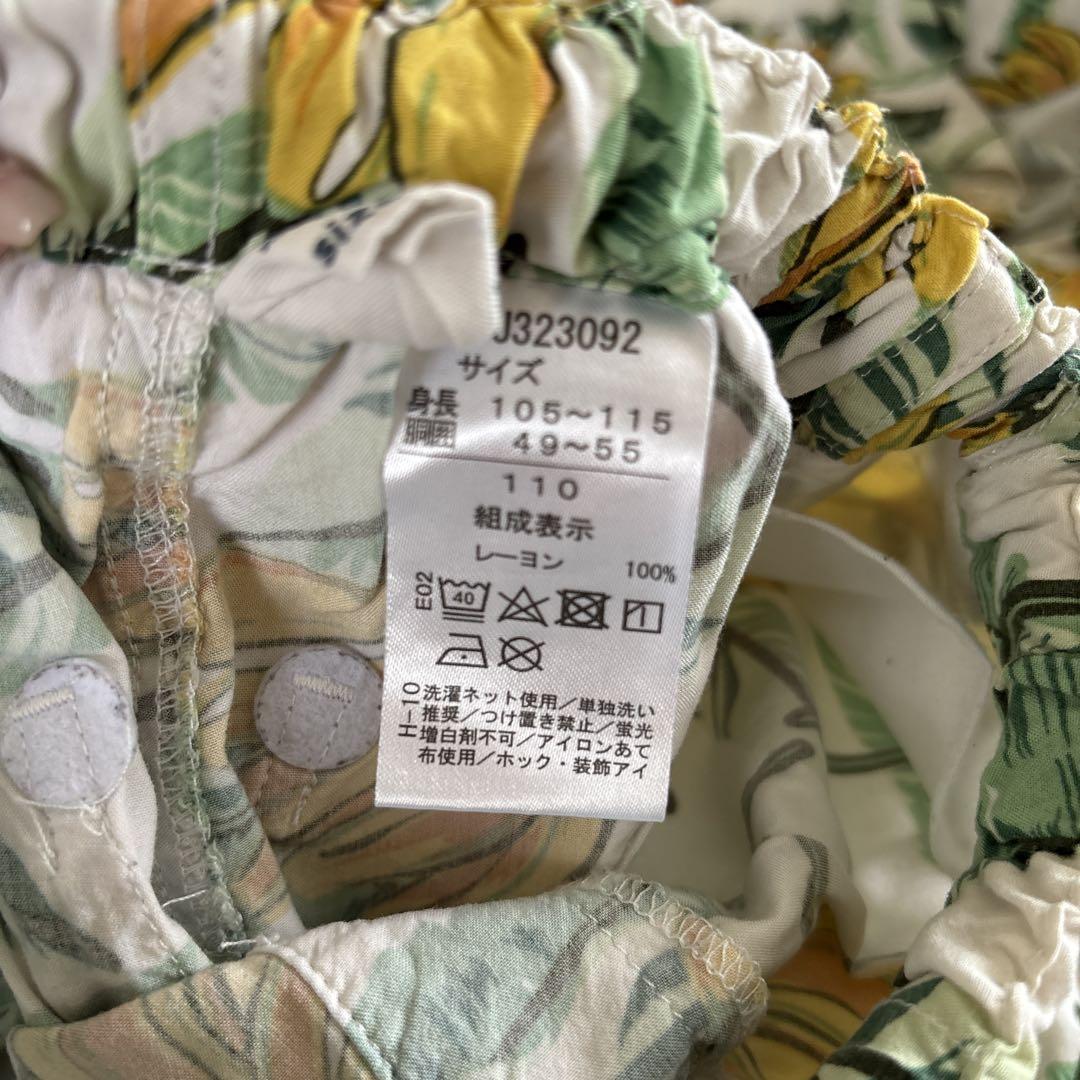 J323092
サイズ
身長 105～115
胴囲 49～55
110
組成表示
レーヨン 100%
E02
40
H-10
洗濯ネット使用／単独洗い
推奨／つけ置き禁止／蛍光
増白剤不可／アイロンあて
布使用／ホック・装飾アイ